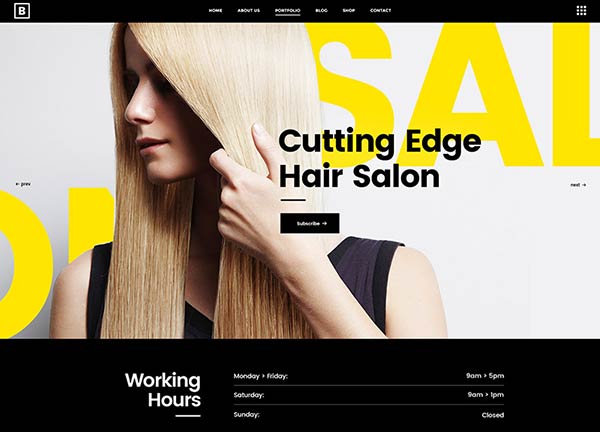 B
HOME ABOUT US PORTFOLIO BLOG SHOP CONTACT
SAL
ON
Cutting Edge
Hair Salon
← prev
next →
Subscribe →
Working
Hours
Monday > Friday: 9am > 5pm
Saturday: 9am > 1pm
Sunday: Closed